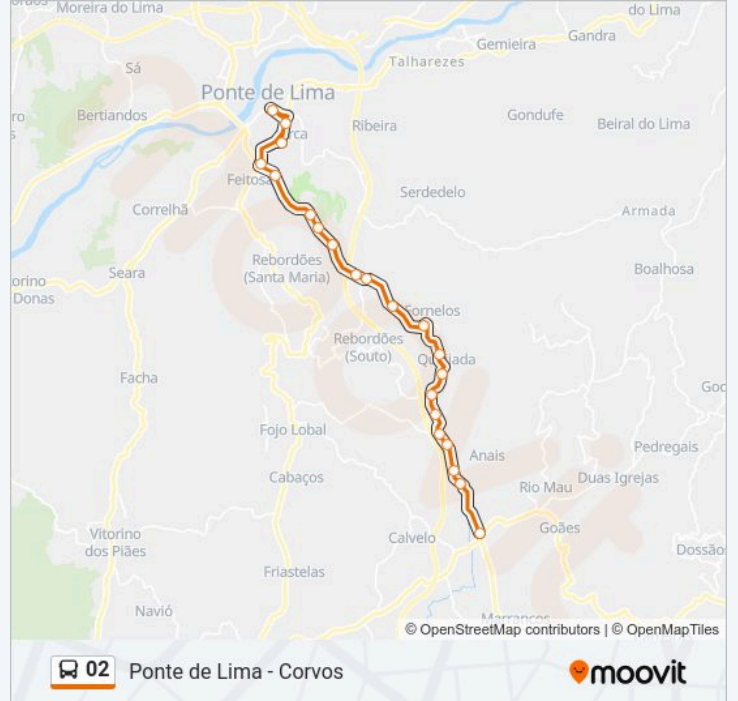 Moreira do Lima
do Lima
Gandra
Gemieira
Sá
Talharezes
Ponte de Lima
Bertiandos
Gondufe
Ribeira
Beiral do Lima
Feitosa
Serdedelo
Correlhã
Armada
Rebordões
(Santa Maria)
Boalhosa
Seara
Donas
Fornelos
Rebordões
(Souto)
Facha
Fojo Lobal
Pedregais
Anais
Cabaços
Duas Igrejas
Rio Mau
Goães
Vitorino
dos Piães
Calvelo
Friastelas
Navió
Marrancos
© OpenStreetMap contributors | © OpenMapTiles
02 Ponte de Lima - Corvos
moovit